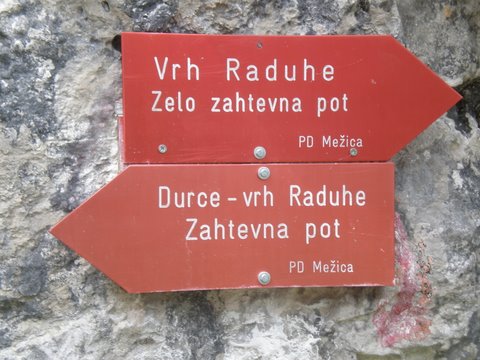 Vrh Raduhe
Zelo zahtevna pot
PD Mežica
Durce – vrh Raduhe
Zahtevna pot
PD Mežica